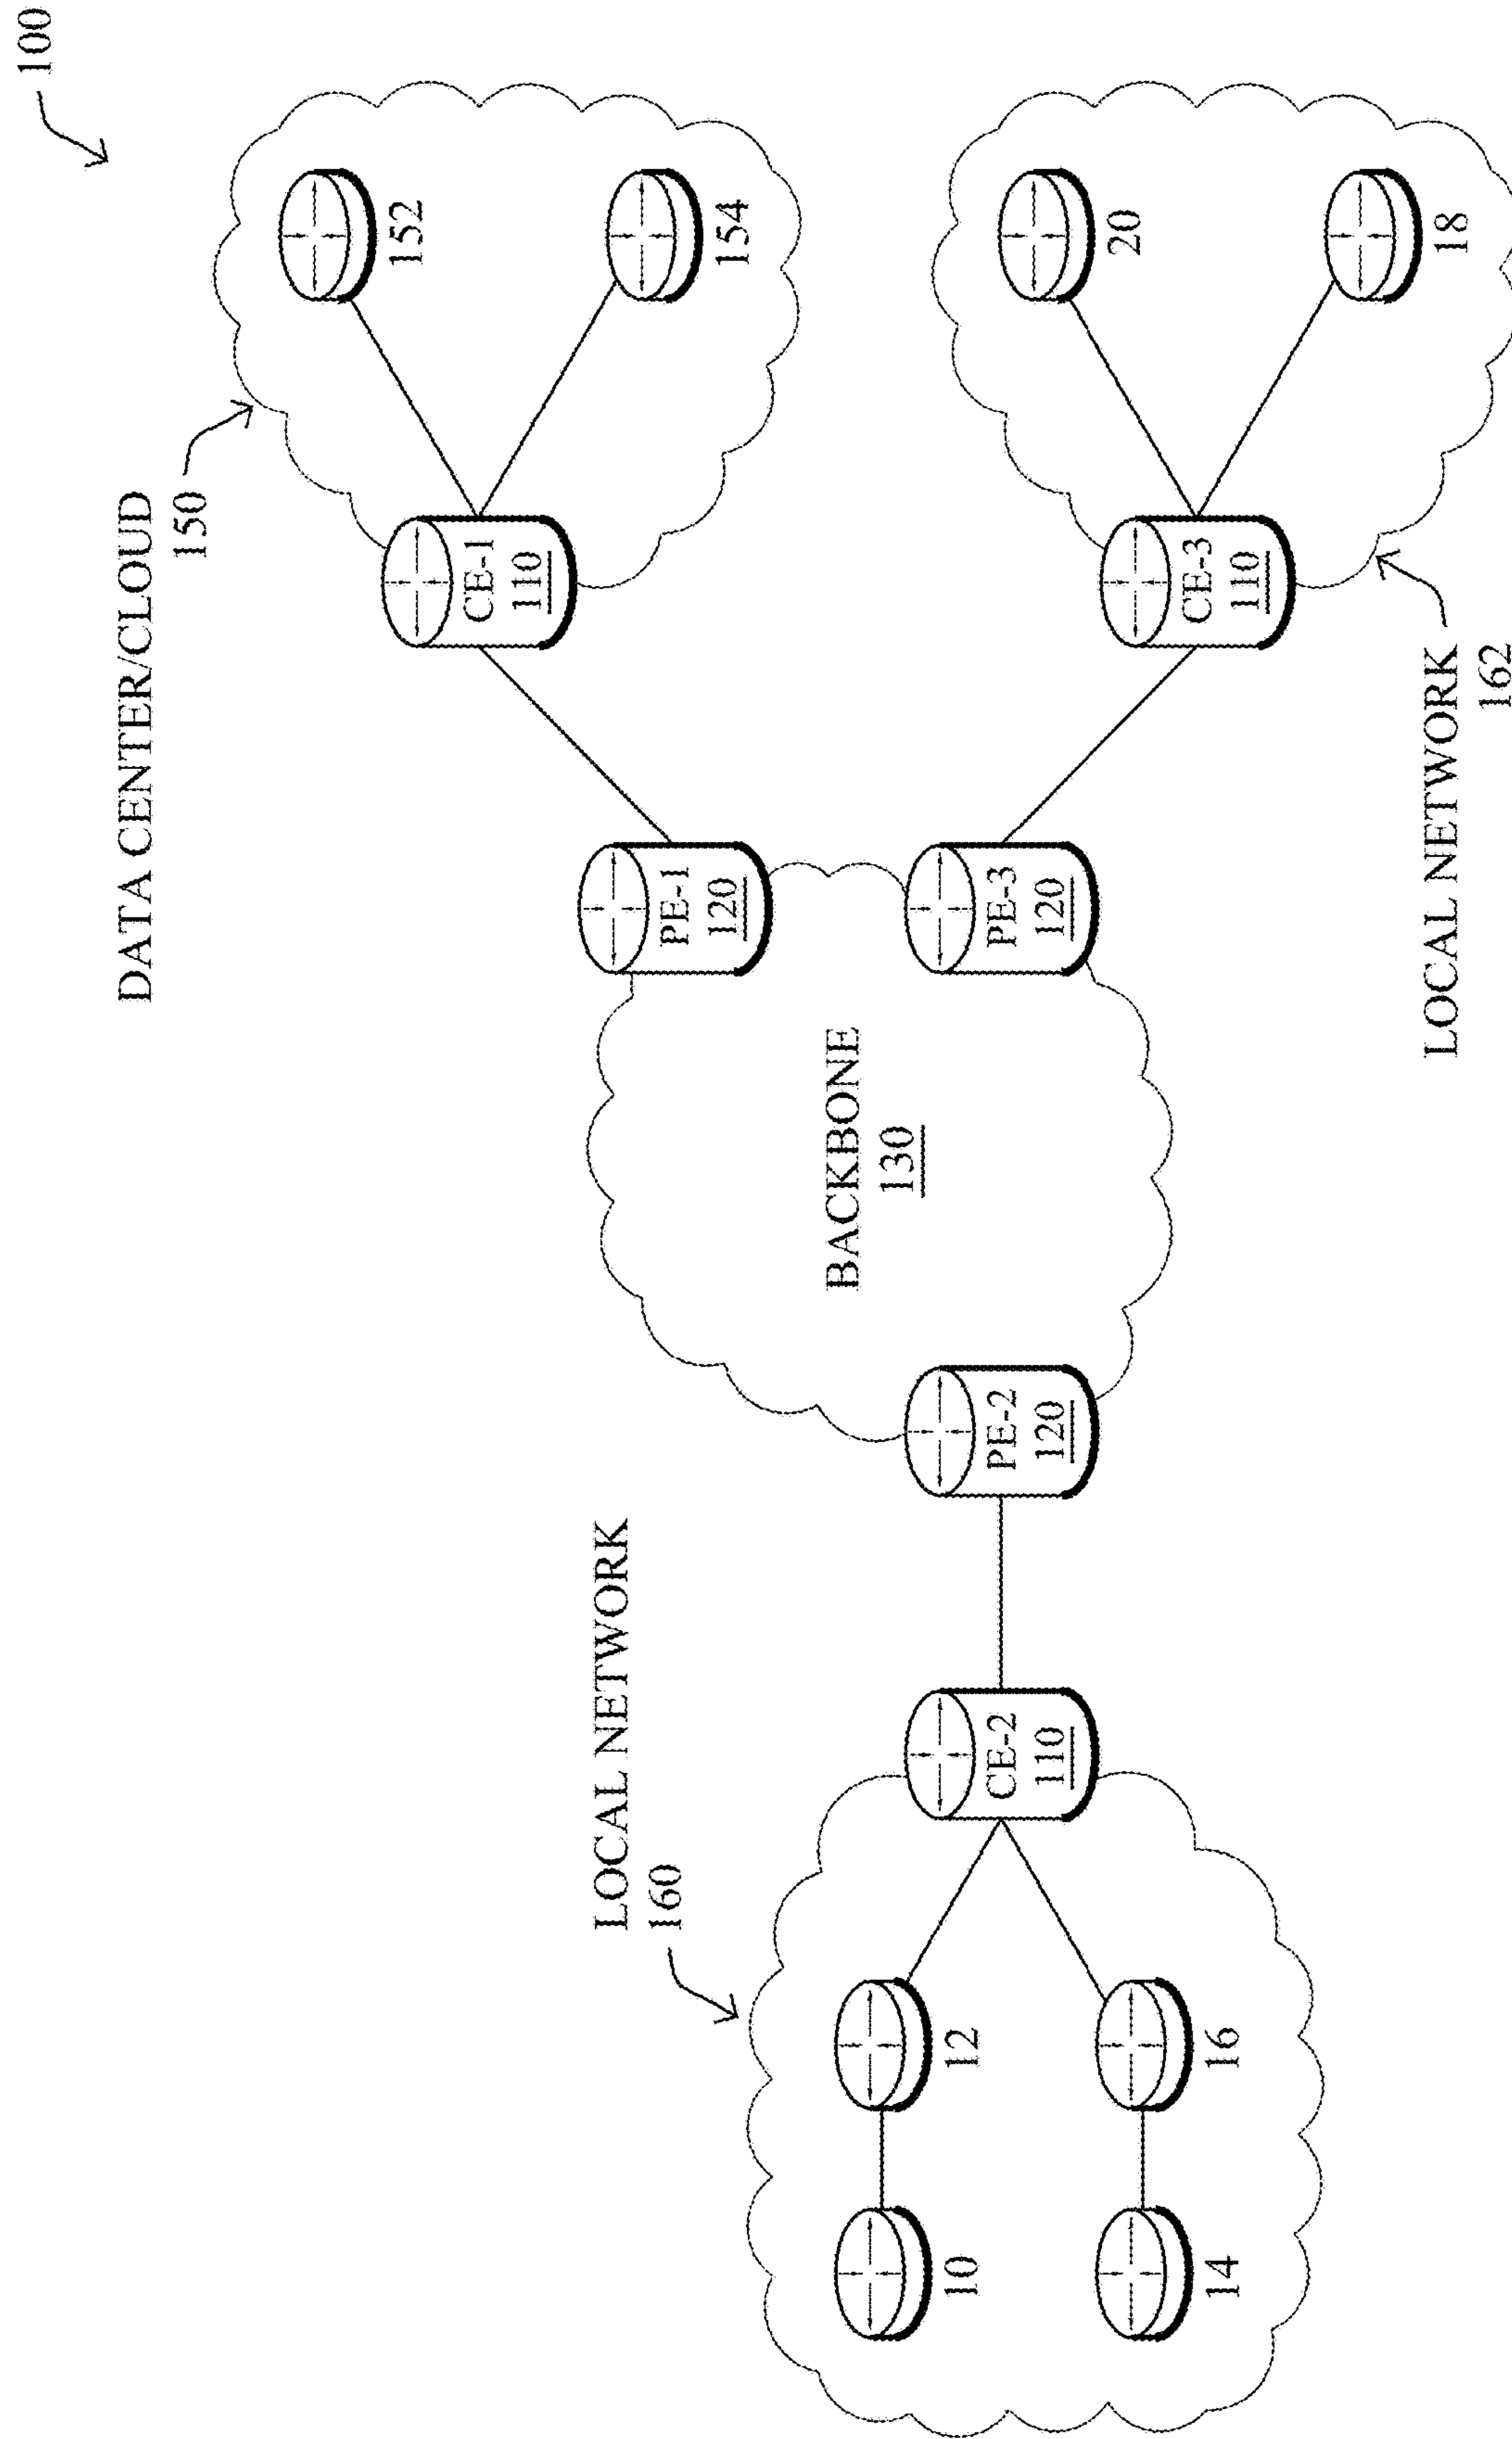 100
DATA CENTER/CLOUD
150
152
154
CE-1
110
PE-1
120
LOCAL NETWORK
160
BACKBONE
130
10
12
14
16
CE-2
110
PE-2
120
PE-3
120
CE-3
110
20
18
LOCAL NETWORK
162